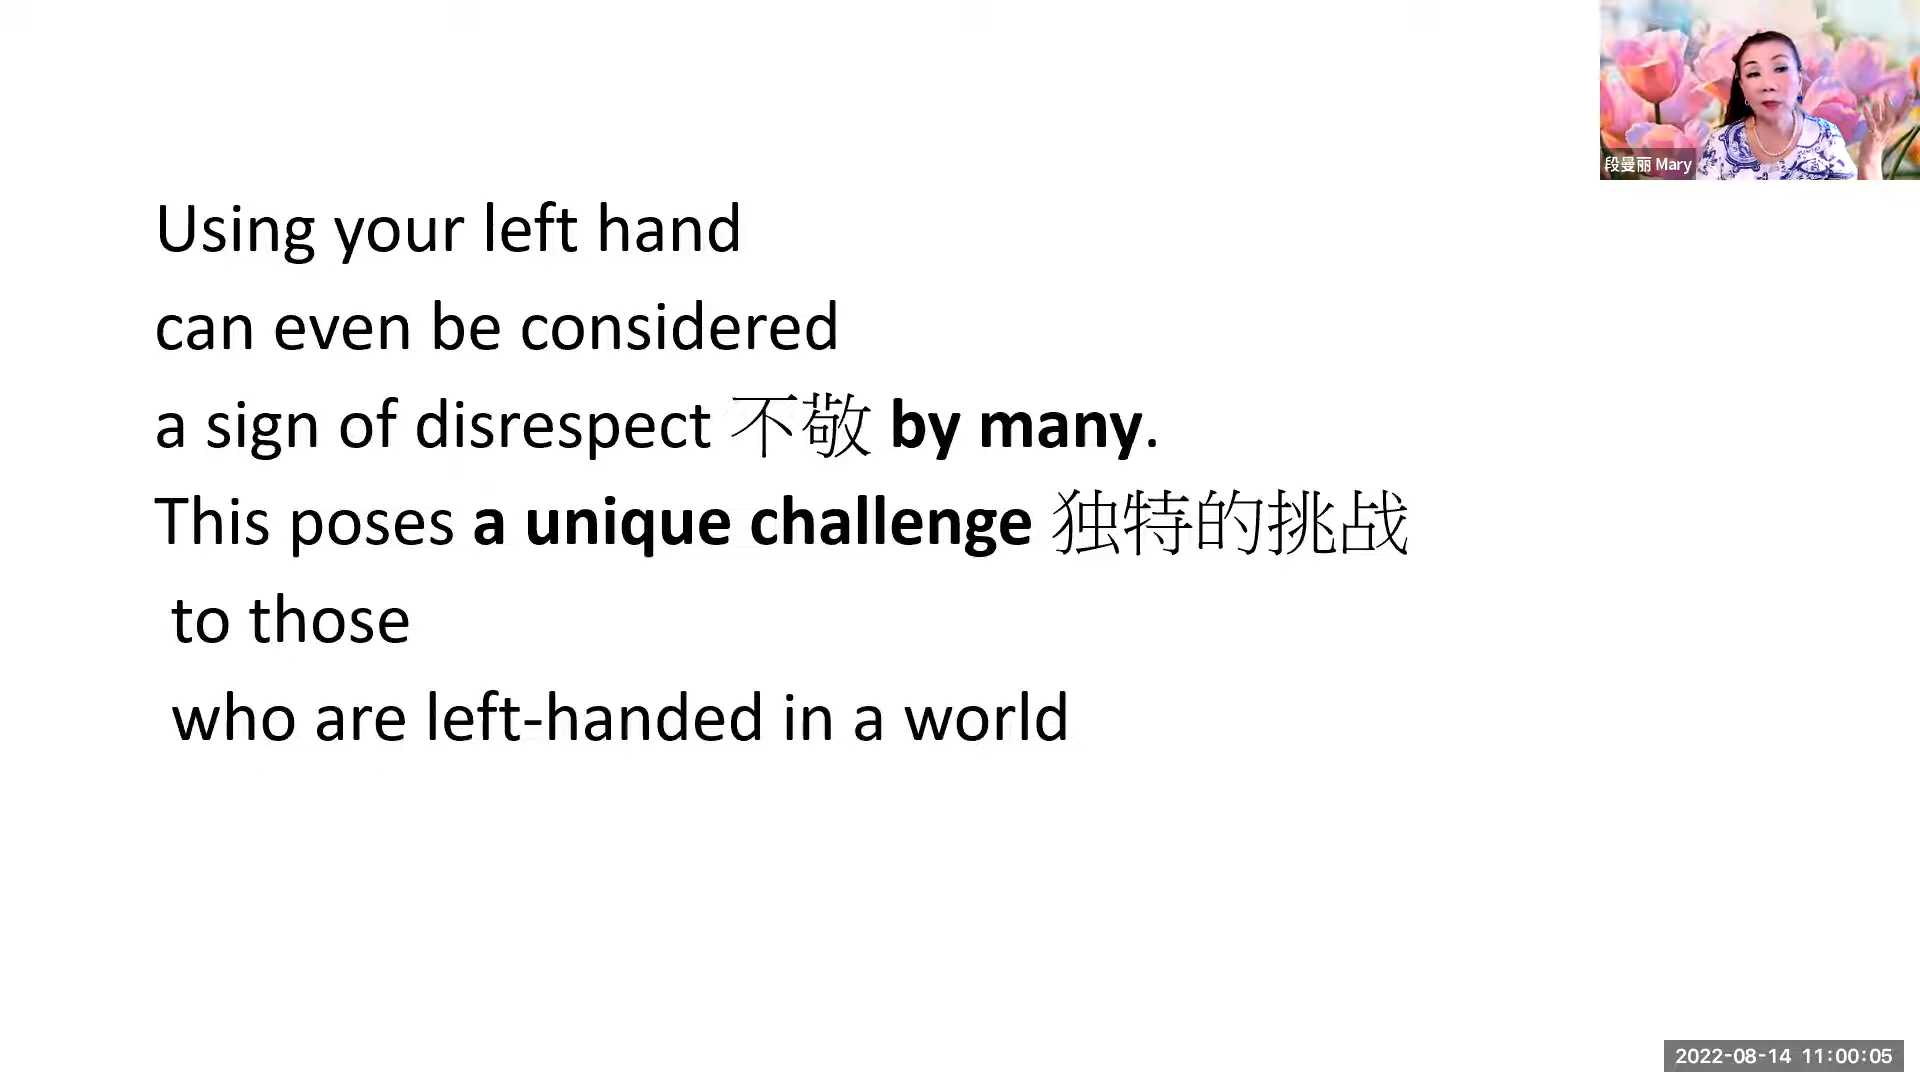 段曼丽 Mary
Using your left hand
can even be considered
a sign of disrespect 不敬 by many.
This poses a unique challenge 独特的挑战
to those
who are left-handed in a world
2022-08-14 11:00:05